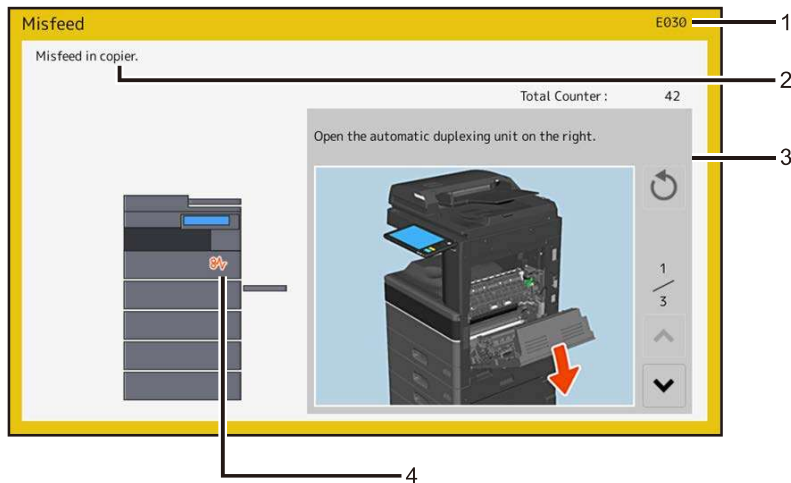 Misfeed
E030
1
Misfeed in copier.
2
Total Counter : 42
Open the automatic duplexing unit on the right.
3
1
3
4